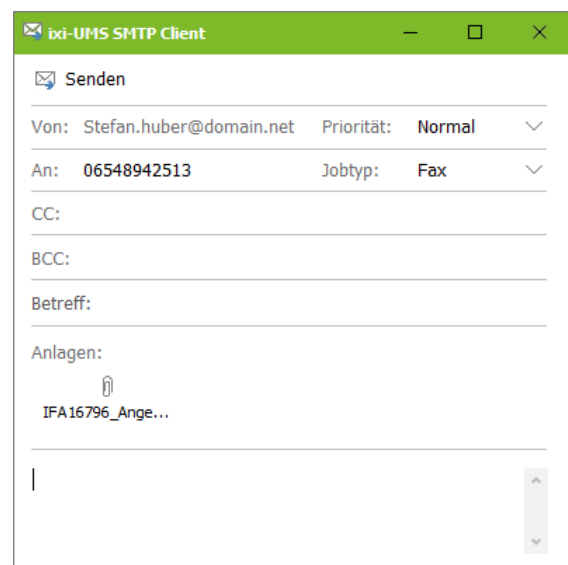 ixi-UMS SMTP Client
Senden
Von: Stefan.huber@domain.net Priorität: Normal
An: 06548942513 Jobtyp: Fax
CC:
BCC:
Betreff:
Anlagen:
IFA16796_Ange...